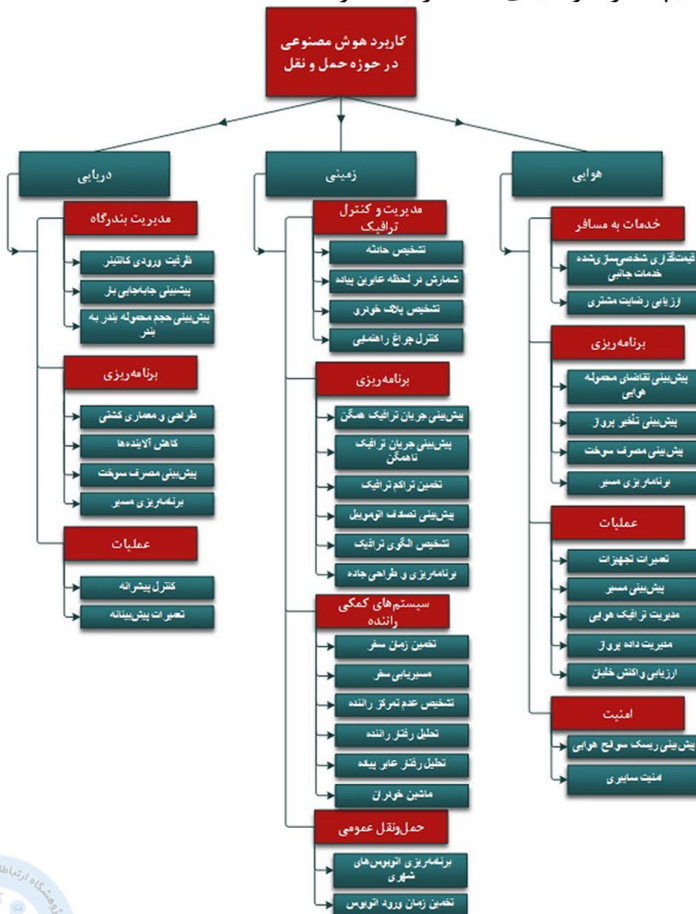 کاربرد هوش مصنوعی
در حوزه حمل و نقل
هوایی
خدمات به مسافر
قیمت‌گذاری شخصی‌سازی‌شده
خدمات جانبی
ارزیابی رضایت مشتری
برنامه‌ریزی
پیش‌بینی تقاضای محموله
هوایی
پیش‌بینی تأخیر پرواز
پیش‌بینی مصرف سوخت
برنامه‌ریزی مسیر
عملیات
تعمیرات تجهیزات
پیش‌بینی مسیر
مدیریت ترافیک هوایی
مدیریت داده پرواز
ارزیابی واکنش خلبان
امنیت
پیش‌بینی ریسک سوانح هوایی
امنیت سایبری
زمینی
مدیریت و کنترل
ترافیک
تشخیص حادثه
شمارش در لحظه عابرین پیاده
تشخیص پلاک خودرو
کنترل چراغ راهنمایی
برنامه‌ریزی
پیش‌بینی جریان ترافیک همگن
پیش‌بینی جریان ترافیک
ناهمگن
تخمین تراکم ترافیک
پیش‌بینی تصادف اتوموبیل
تشخیص الگوی ترافیک
برنامه‌ریزی و طراحی جاده
سیستم‌های کمکی
راننده
تخمین زمان سفر
مسیریابی سفر
تشخیص عدم تمرکز راننده
تحلیل رفتار راننده
تحلیل رفتار عابر پیاده
ماشین خودران
حمل‌ونقل عمومی
برنامه‌ریزی اتوبوس‌های
شهری
تخمین زمان ورود اتوبوس
دریایی
مدیریت بندرگاه
ظرفیت ورودی کانتینر
پیشبینی جابه‌جایی بار
پیش‌بینی حجم محموله بندر به
بندر
برنامه‌ریزی
طراحی و معماری کشتی
کاهش آلاینده‌ها
پیش‌بینی مصرف سوخت
برنامه‌ریزی مسیر
عملیات
کنترل پیشرانه
تعمیرات پیش‌بینانه